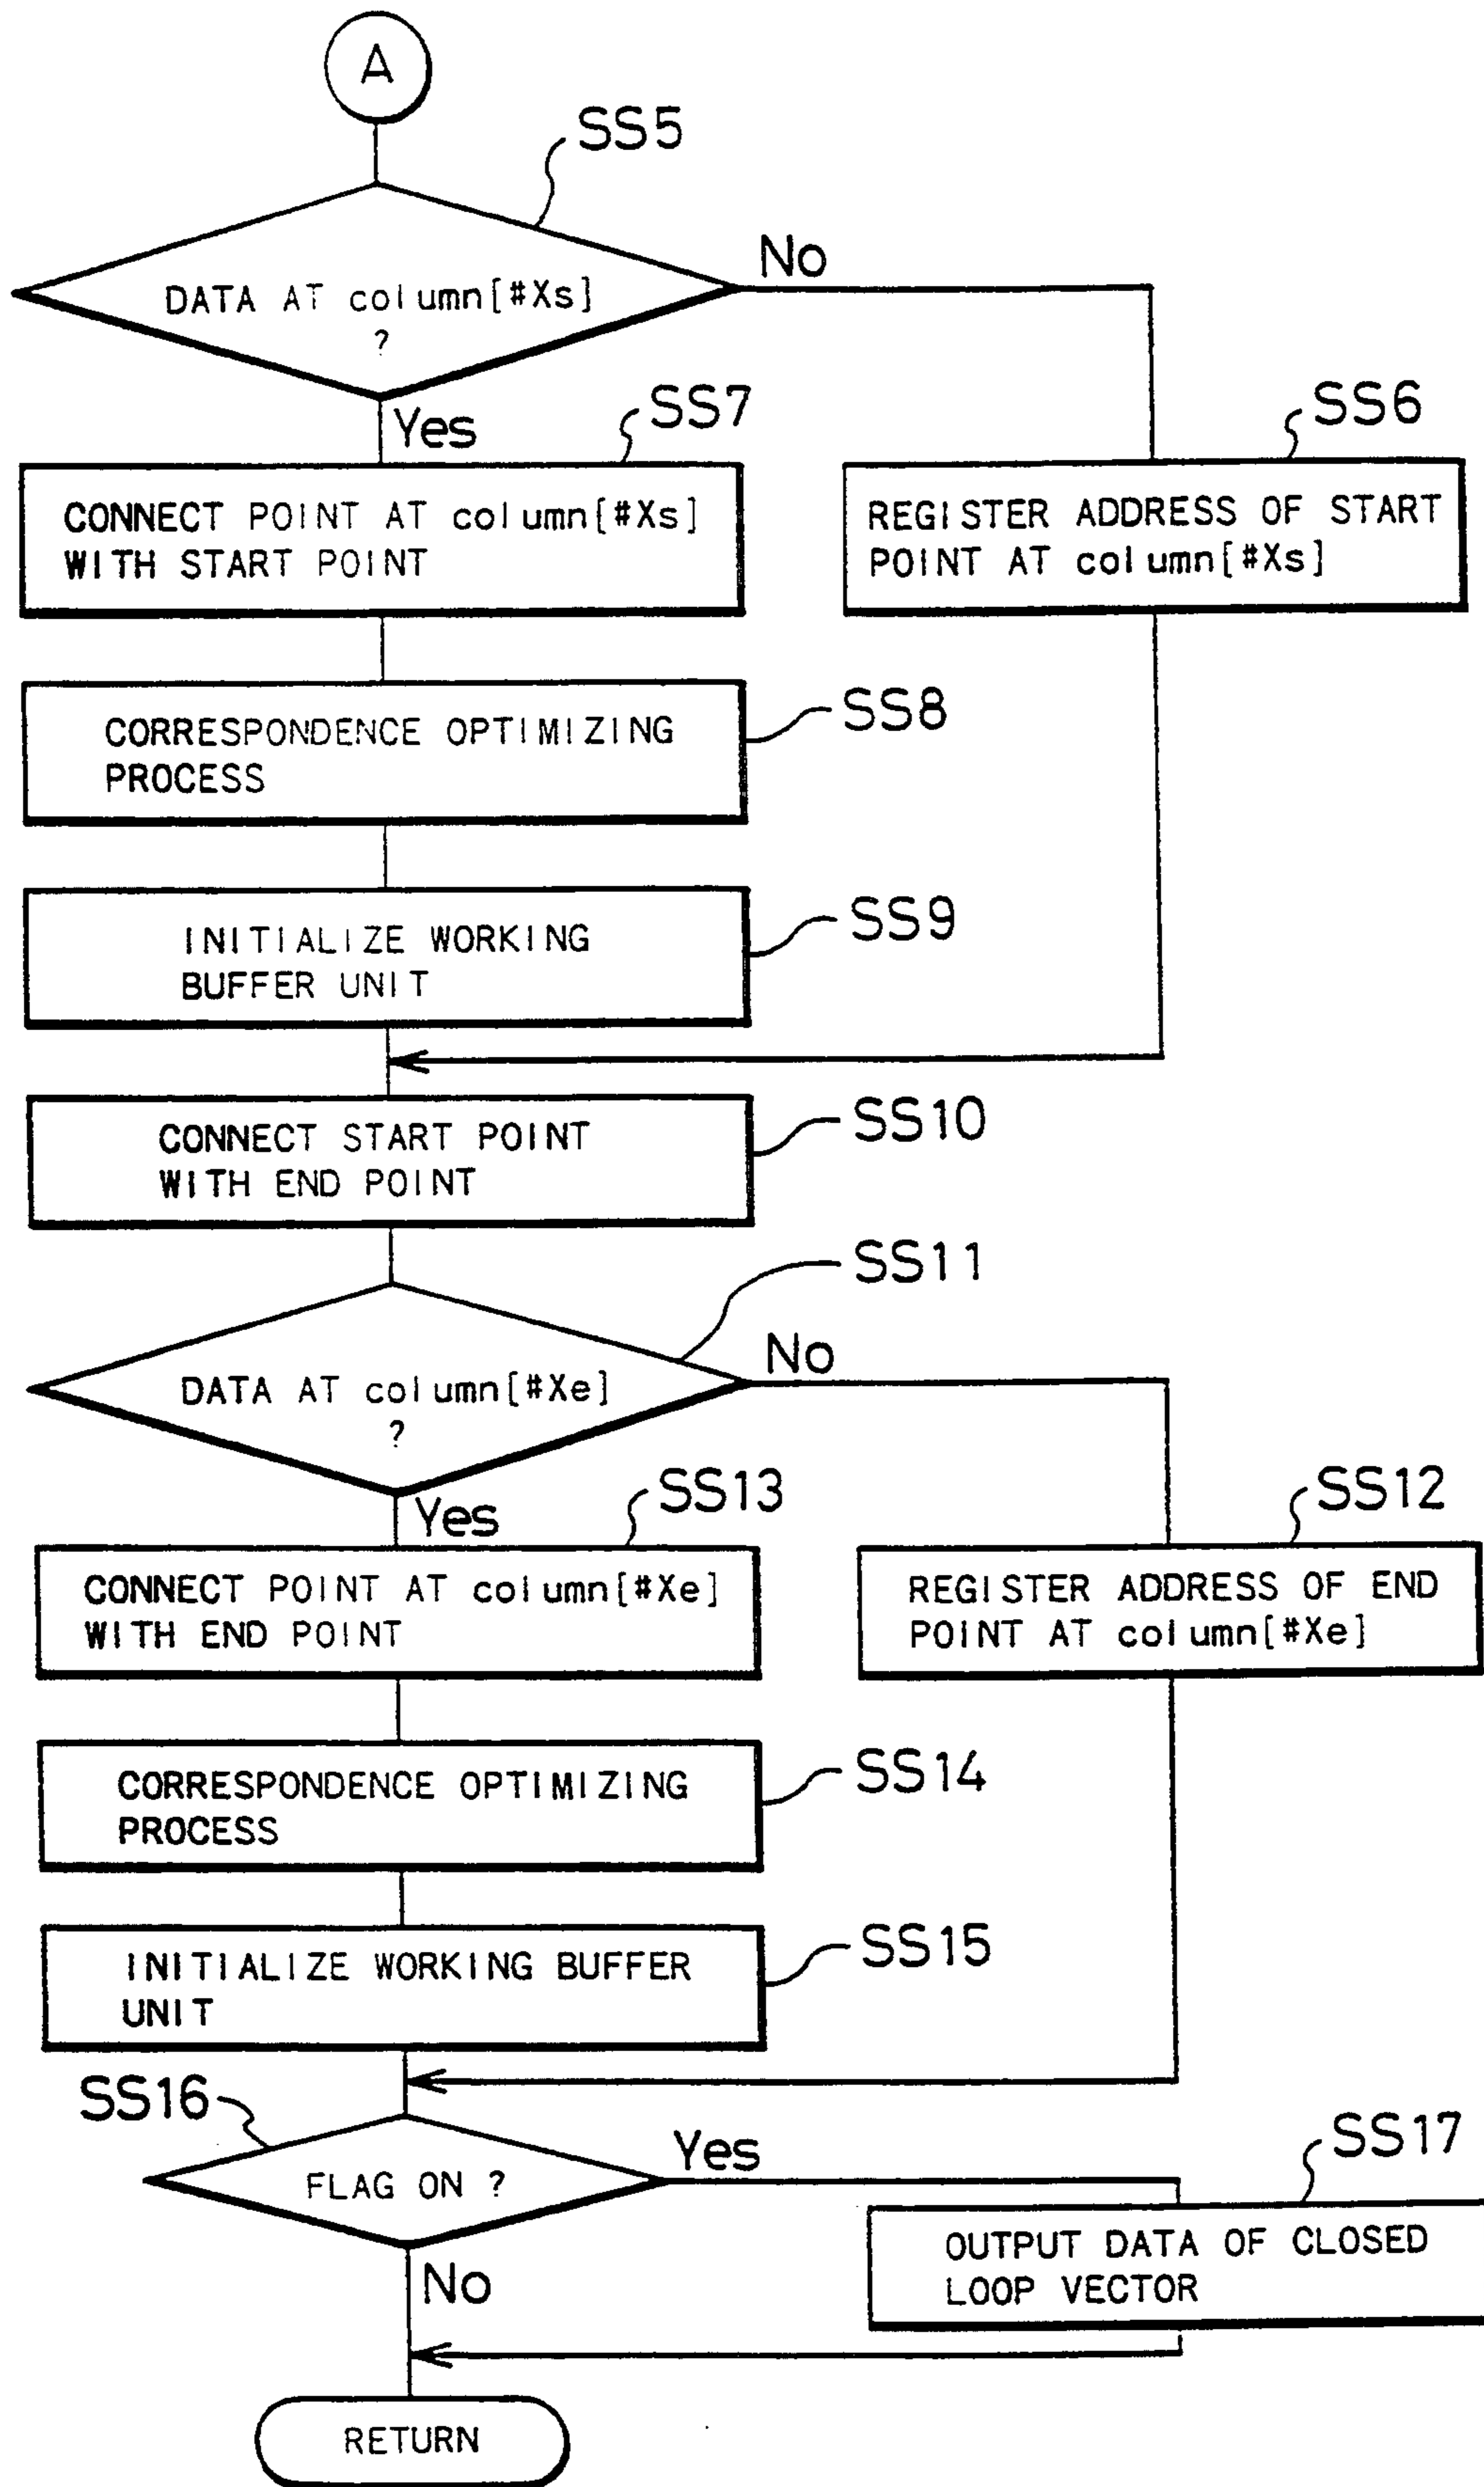 A
SS5
DATA AT column[#Xs]
?
No
Yes
SS7
CONNECT POINT AT column[#Xs]
WITH START POINT
SS6
REGISTER ADDRESS OF START
POINT AT column[#Xs]
SS8
CORRESPONDENCE OPTIMIZING
PROCESS
SS9
INITIALIZE WORKING
BUFFER UNIT
SS10
CONNECT START POINT
WITH END POINT
SS11
DATA AT column[#Xe]
?
No
Yes
SS13
CONNECT POINT AT column[#Xe]
WITH END POINT
SS12
REGISTER ADDRESS OF END
POINT AT column[#Xe]
SS14
CORRESPONDENCE OPTIMIZING
PROCESS
SS15
INITIALIZE WORKING BUFFER
UNIT
SS16
FLAG ON ?
Yes
No
SS17
OUTPUT DATA OF CLOSED
LOOP VECTOR
RETURN